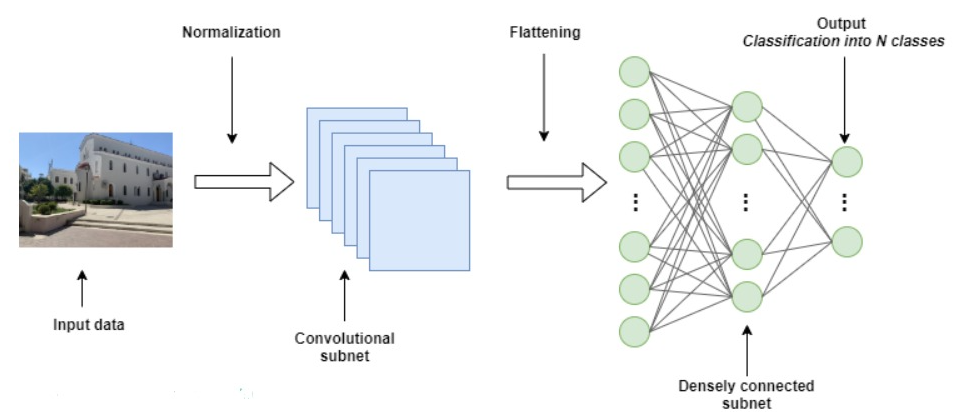 Normalization
Flattening
Output
Classification into N classes
Input data
Convolutional
subnet
Densely connected
subnet